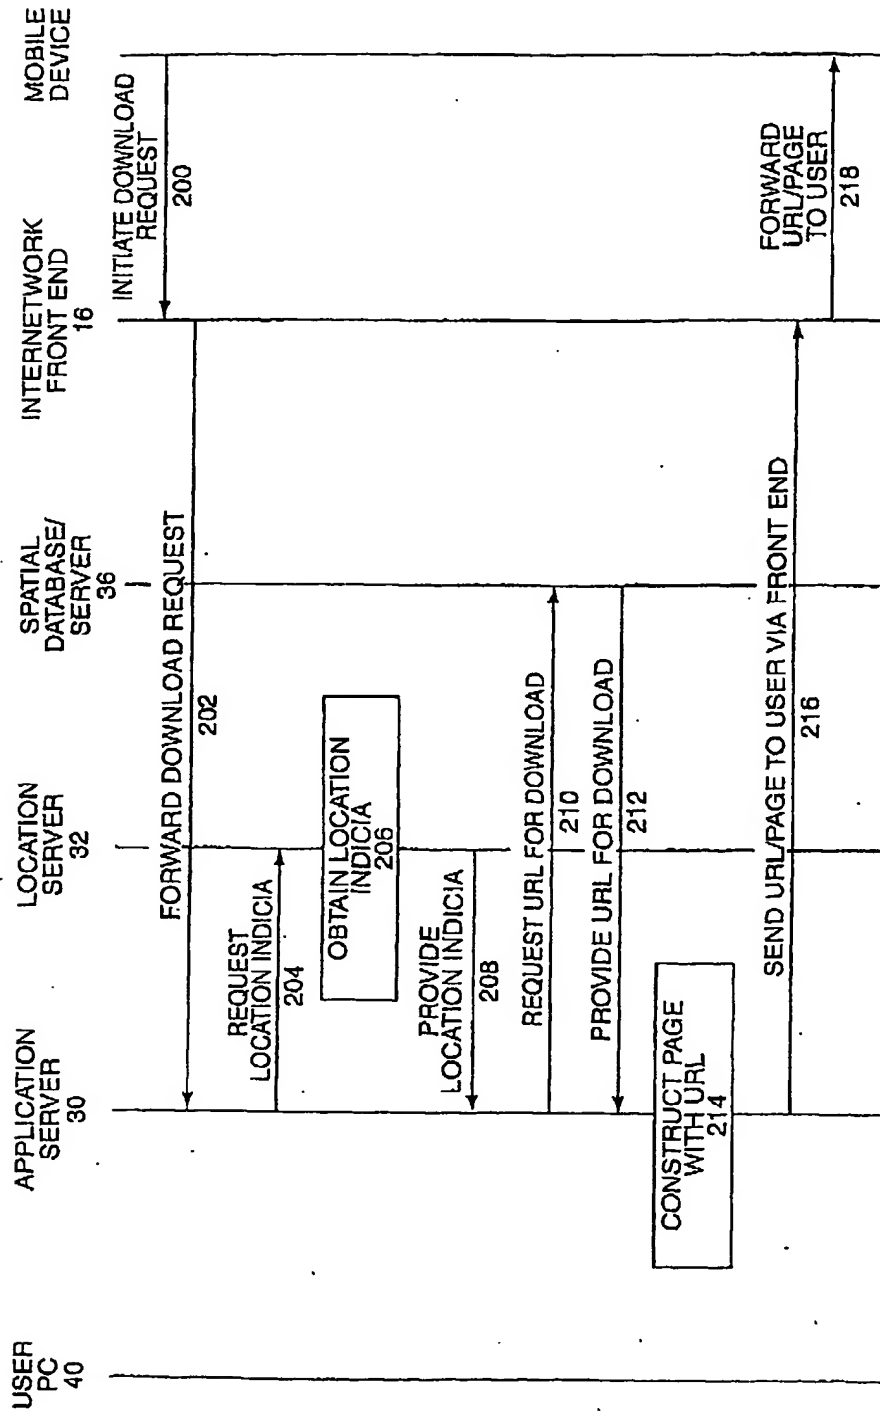 USER
PC
40
APPLICATION
SERVER
30
LOCATION
SERVER
32
SPATIAL
DATABASE/
SERVER
36
INTERNETWORK
FRONT END
16
MOBILE
DEVICE
INITIATE DOWNLOAD
REQUEST
200
FORWARD DOWNLOAD REQUEST
202
REQUEST
LOCATION INDICIA
204
OBTAIN LOCATION
INDICIA
206
PROVIDE
LOCATION INDICIA
208
REQUEST URL FOR DOWNLOAD
210
PROVIDE URL FOR DOWNLOAD
212
CONSTRUCT PAGE
WITH URL
214
SEND URL/PAGE TO USER VIA FRONT END
216
FORWARD
URL/PAGE
TO USER
218